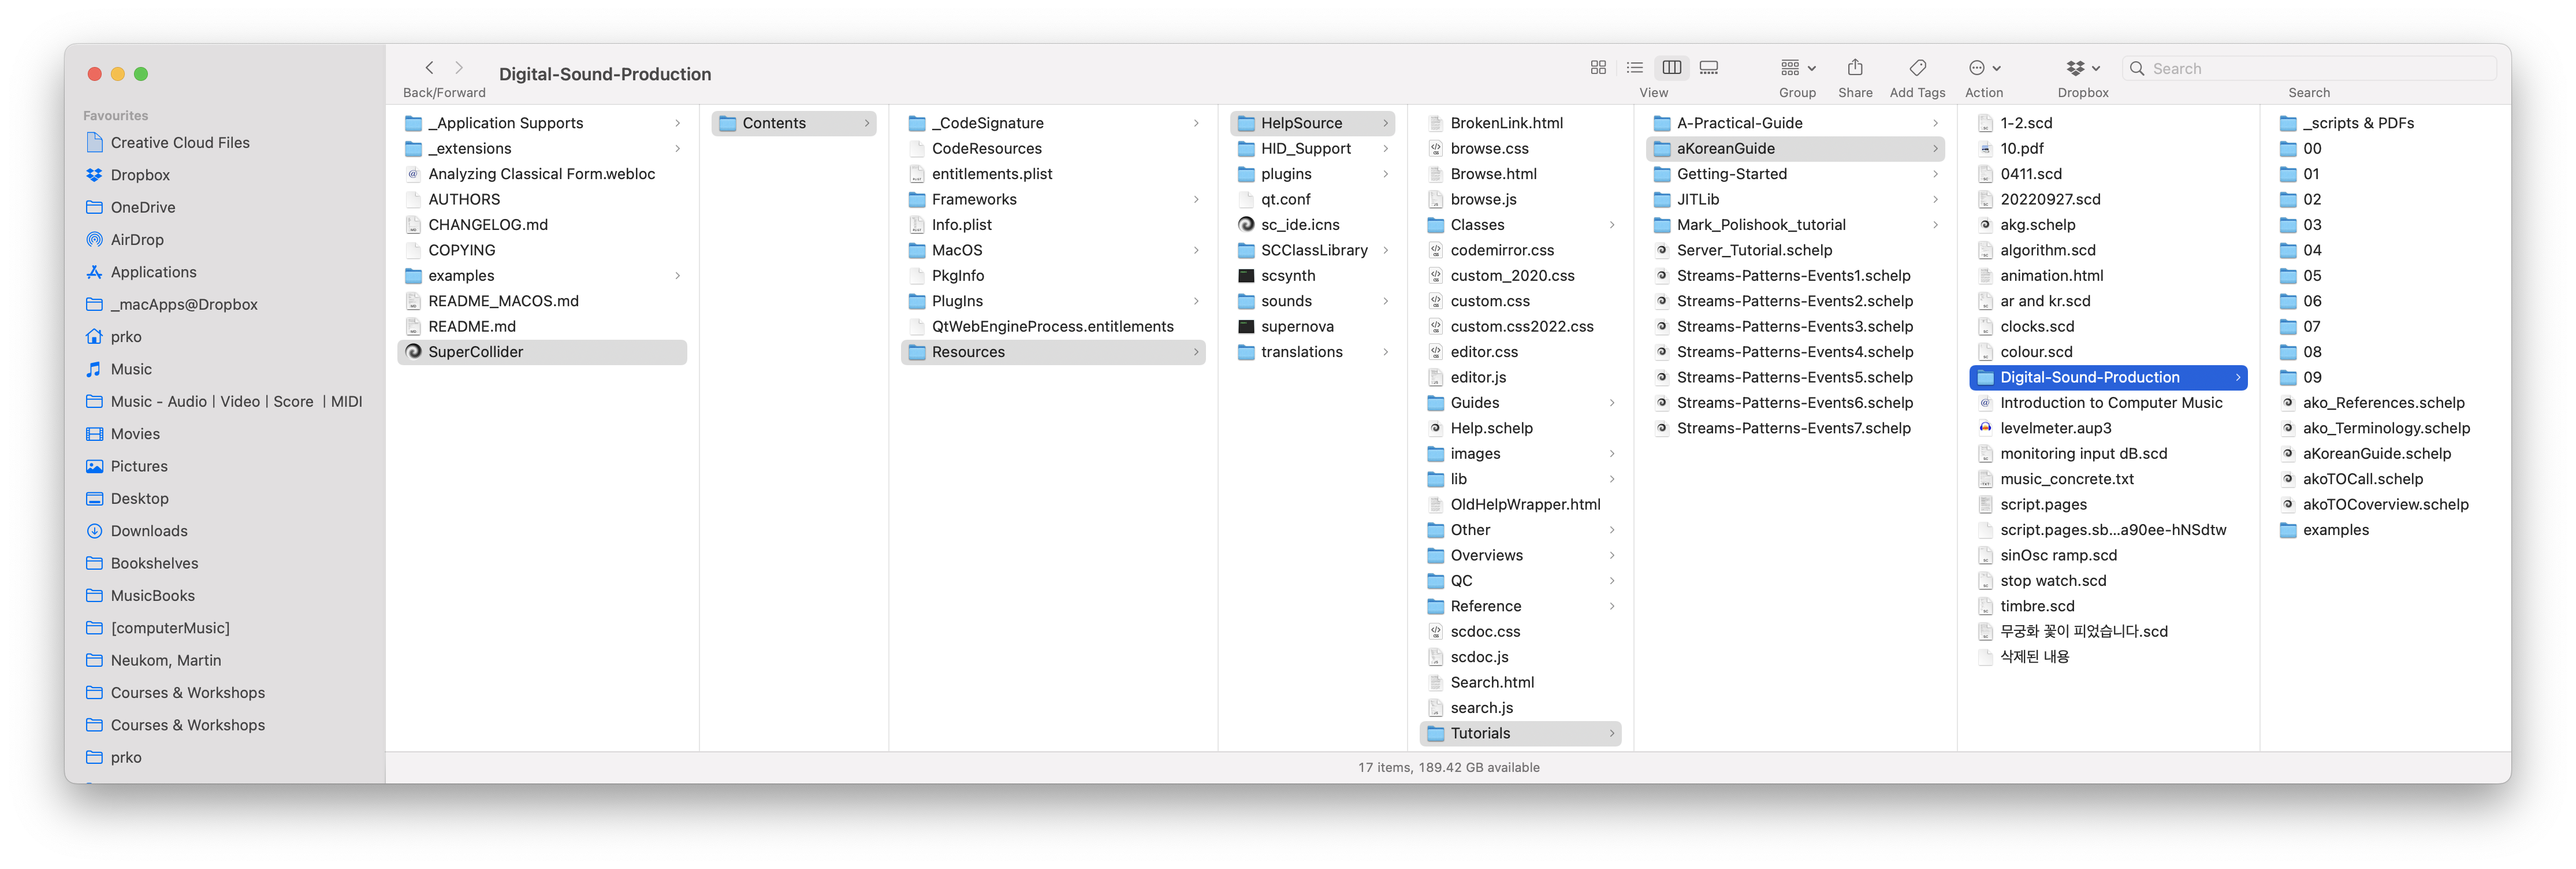 Digital-Sound-Production
Back/Forward
View
Group
Share
Add Tags
Action
Dropbox
Search
Search
Favourites
Creative Cloud Files
Dropbox
OneDrive
AirDrop
Applications
_macApps@Dropbox
prko
Music
Music - Audio | Video | Score | MIDI
Movies
Pictures
Desktop
Downloads
Bookshelves
MusicBooks
[computerMusic]
Neukom, Martin
Courses & Workshops
Courses & Workshops
prko
_Application Supports
_extensions
Analyzing Classical Form.webloc
AUTHORS
CHANGELOG.md
COPYING
examples
README_MACOS.md
README.md
SuperCollider
Contents
_CodeSignature
CodeResources
entitlements.plist
Frameworks
Info.plist
MacOS
PkgInfo
PlugIns
QtWebEngineProcess.entitlements
Resources
HelpSource
HID_Support
plugins
qt.conf
sc_ide.icns
SCClassLibrary
scsynth
sounds
supernova
translations
BrokenLink.html
browse.css
Browse.html
browse.js
Classes
codemirror.css
custom_2020.css
custom.css
custom.css2022.css
editor.css
editor.js
Guides
Help.schelp
images
lib
OldHelpWrapper.html
Other
Overviews
QC
Reference
scdoc.css
scdoc.js
Search.html
search.js
Tutorials
A-Practical-Guide
aKoreanGuide
Getting-Started
JITLib
Mark_Polishook_tutorial
Server_Tutorial.schelp
Streams-Patterns-Events1.schelp
Streams-Patterns-Events2.schelp
Streams-Patterns-Events3.schelp
Streams-Patterns-Events4.schelp
Streams-Patterns-Events5.schelp
Streams-Patterns-Events6.schelp
Streams-Patterns-Events7.schelp
1-2.scd
10.pdf
0411.scd
20220927.scd
akg.schelp
algorithm.scd
animation.html
ar and kr.scd
clocks.scd
colour.scd
Digital-Sound-Production
Introduction to Computer Music
levelmeter.aup3
monitoring input dB.scd
music_concrete.txt
script.pages
script.pages.sb...a90ee-hNSdtw
sinOsc ramp.scd
stop watch.scd
timbre.scd
무궁화 꽃이 피었습니다.scd
삭제된 내용
_scripts & PDFs
00
01
02
03
04
05
06
07
08
09
ako_References.schelp
ako_Terminology.schelp
aKoreanGuide.schelp
akoTOCall.schelp
akoTOCoverview.schelp
examples
17 items, 189.42 GB available